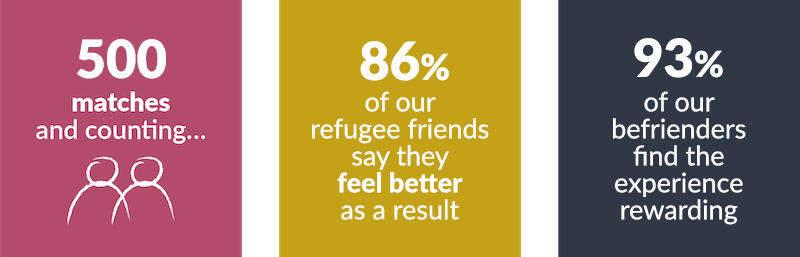 500
matches
and counting...
86%
of our
refugee friends
say they
feel better
as a result
93%
of our
befrienders
find the
experience
rewarding